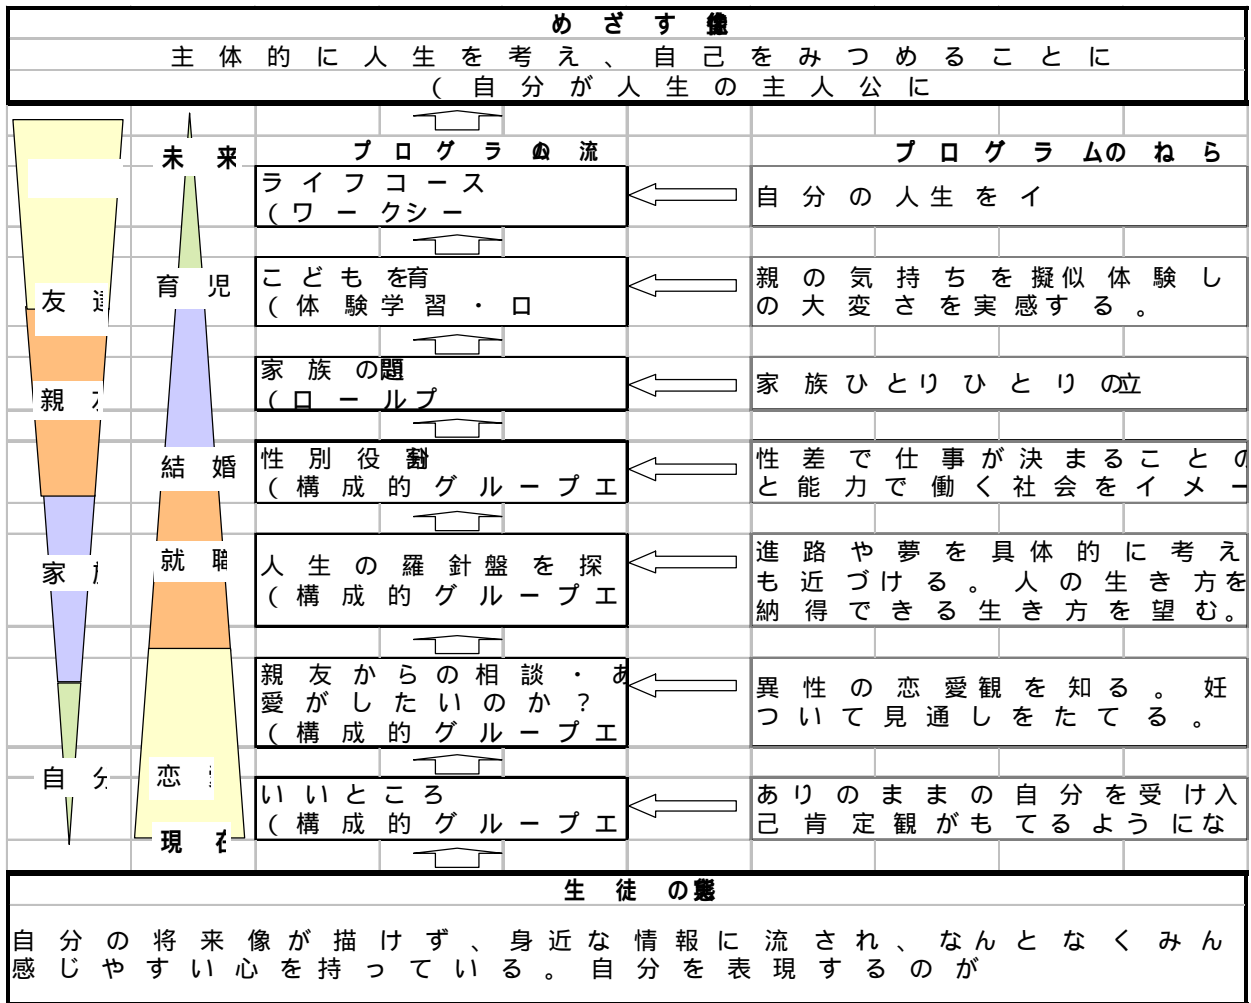 めざす像
主体的に人生を考え、自己をみつめることに
(自分が人生の主人公に
プログラムの流
プログラムのねら
未来
ライフコース
(ワークシー
自分の人生をイ
育児
友達
こどもを育
(体験学習・ロ
親の気持ちを擬似体験し
の大変さを実感する。
家族の問題
(ロールプ
家族ひとりひとりの立
親友
結婚
性別役割
(構成的グループエ
性差で仕事が決まることの
と能力で働く社会をイメー
就職
家族
人生の羅針盤を探
(構成的グループエ
進路や夢を具体的に考え
も近づける。人の生き方を
納得できる生き方を望む。
親友からの相談・あ
愛がしたいのか?
(構成的グループエ
異性の恋愛観を知る。妊
ついて見通しをたてる。
自分
恋
いいところ
(構成的グループエ
ありのままの自分を受け入
己肯定観がもてるようにな
現在
生徒の
自分の将来像が描けず、身近な情報に流され、なんとなくみん
感じやすい心を持っている。自分を表現するのが